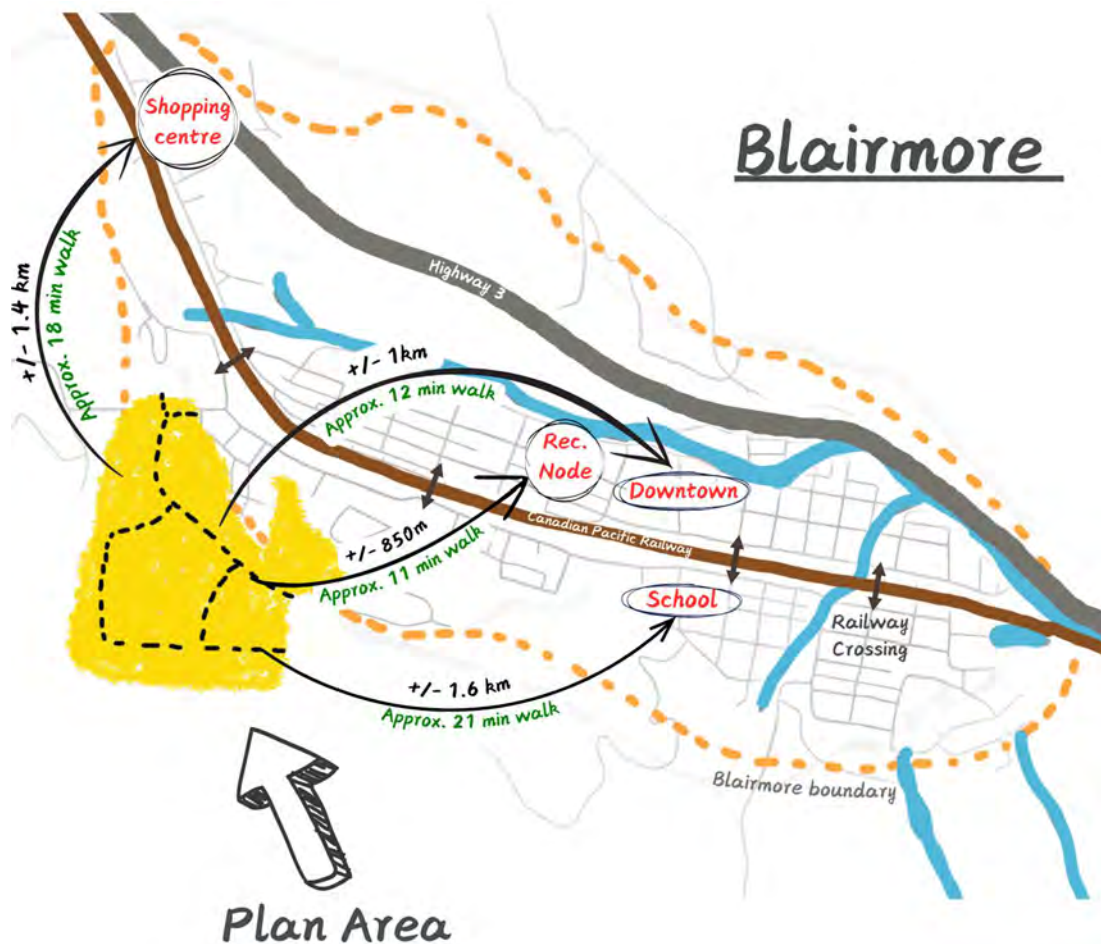 Blairmore
Shopping
centre
Highway 3
+/- 1.4 km
Approx. 18 min walk
+/- 1km
Approx. 12 min walk
Rec.
Node
Downtown
Canadian Pacific Railway
+/- 850m
Approx. 11 min walk
School
Railway
Crossing
+/- 1.6 km
Approx. 21 min walk
Blairmore boundary
Plan Area